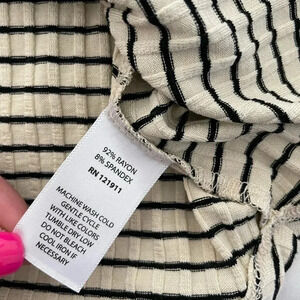 92% RAYON
8% SPANDEX
RN 121911
MACHINE WASH COLD
GENTLE CYCLE
WITH LIKE COLORS
TUMBLE DRY LOW
DO NOT BLEACH
COOL IRON IF
NECESSARY